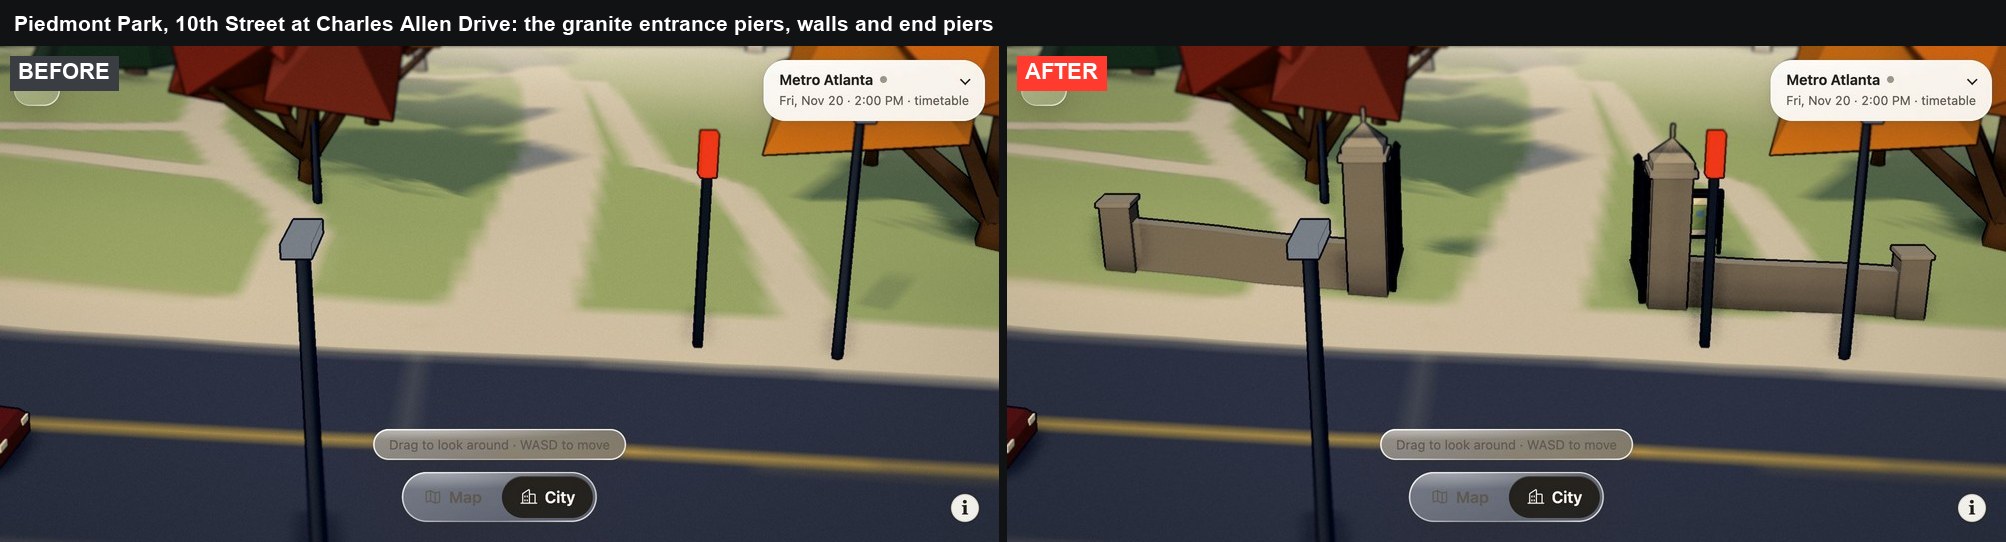 Piedmont Park, 10th Street at Charles Allen Drive: the granite entrance piers, walls and end piers
BEFORE
Metro Atlanta
Fri, Nov 20 · 2:00 PM · timetable
Drag to look around · WASD to move
Map
City
i
AFTER
Metro Atlanta
Fri, Nov 20 · 2:00 PM · timetable
Drag to look around · WASD to move
Map
City
i